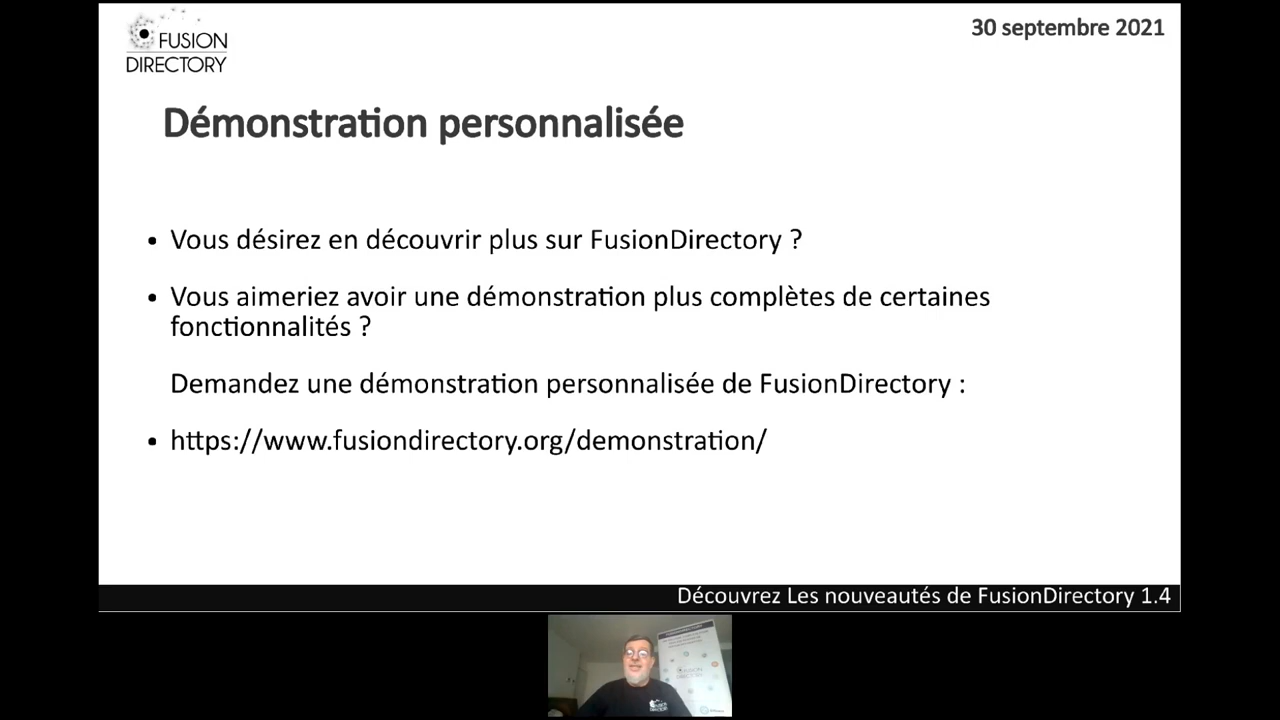 FUSION
DIRECTORY
30 septembre 2021
Démonstration personnalisée
• Vous désirez en découvrir plus sur FusionDirectory ?
• Vous aimeriez avoir une démonstration plus complètes de certaines
fonctionnalités ?
Demandez une démonstration personnalisée de FusionDirectory :
• https://www.fusiondirectory.org/demonstration/
Découvrez Les nouveautés de FusionDirectory 1.4
FUSION
DIRECTORY